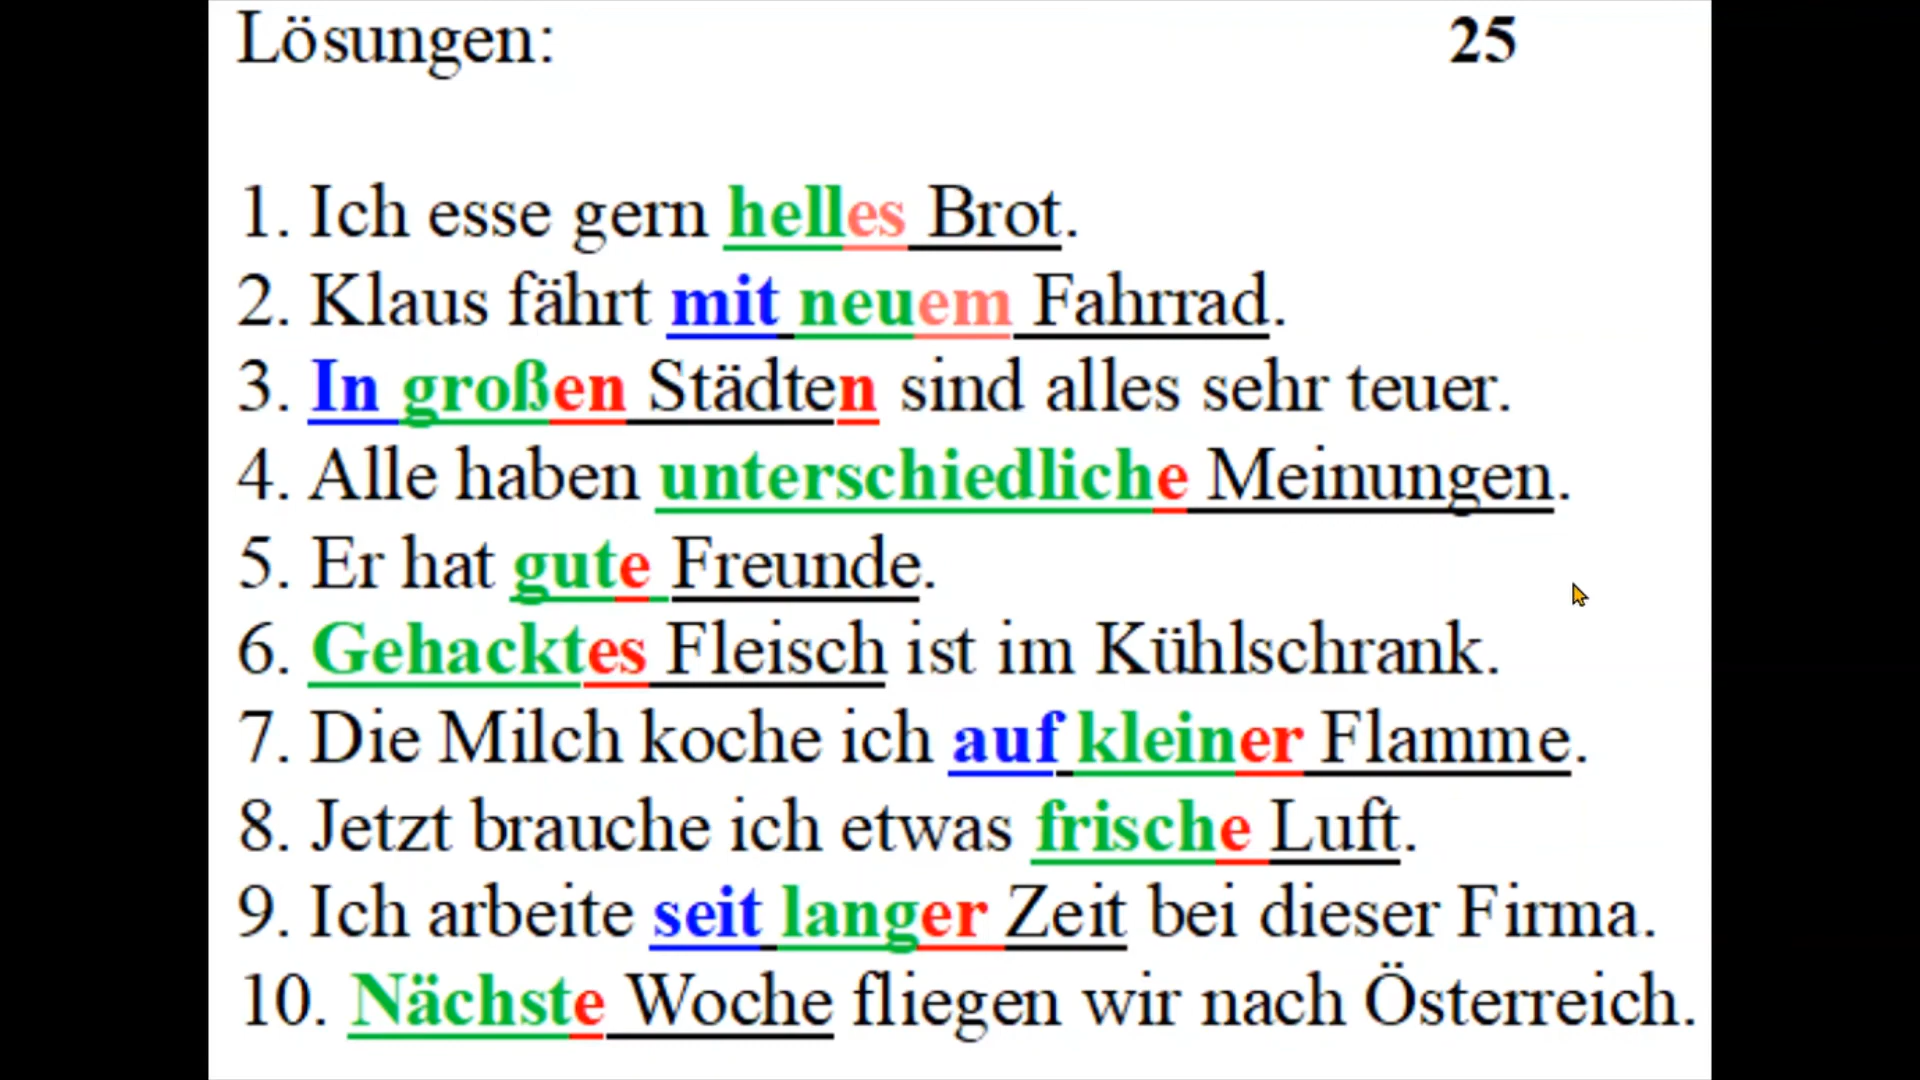 Lösungen: 25
1. Ich esse gern helles Brot.
2. Klaus fährt mit neuem Fahrrad.
3. In großen Städten sind alles sehr teuer.
4. Alle haben unterschiedliche Meinungen.
5. Er hat gute Freunde.
6. Gehacktes Fleisch ist im Kühlschrank.
7. Die Milch koche ich auf kleiner Flamme.
8. Jetzt brauche ich etwas frische Luft.
9. Ich arbeite seit langer Zeit bei dieser Firma.
10. Nächste Woche fliegen wir nach Österreich.